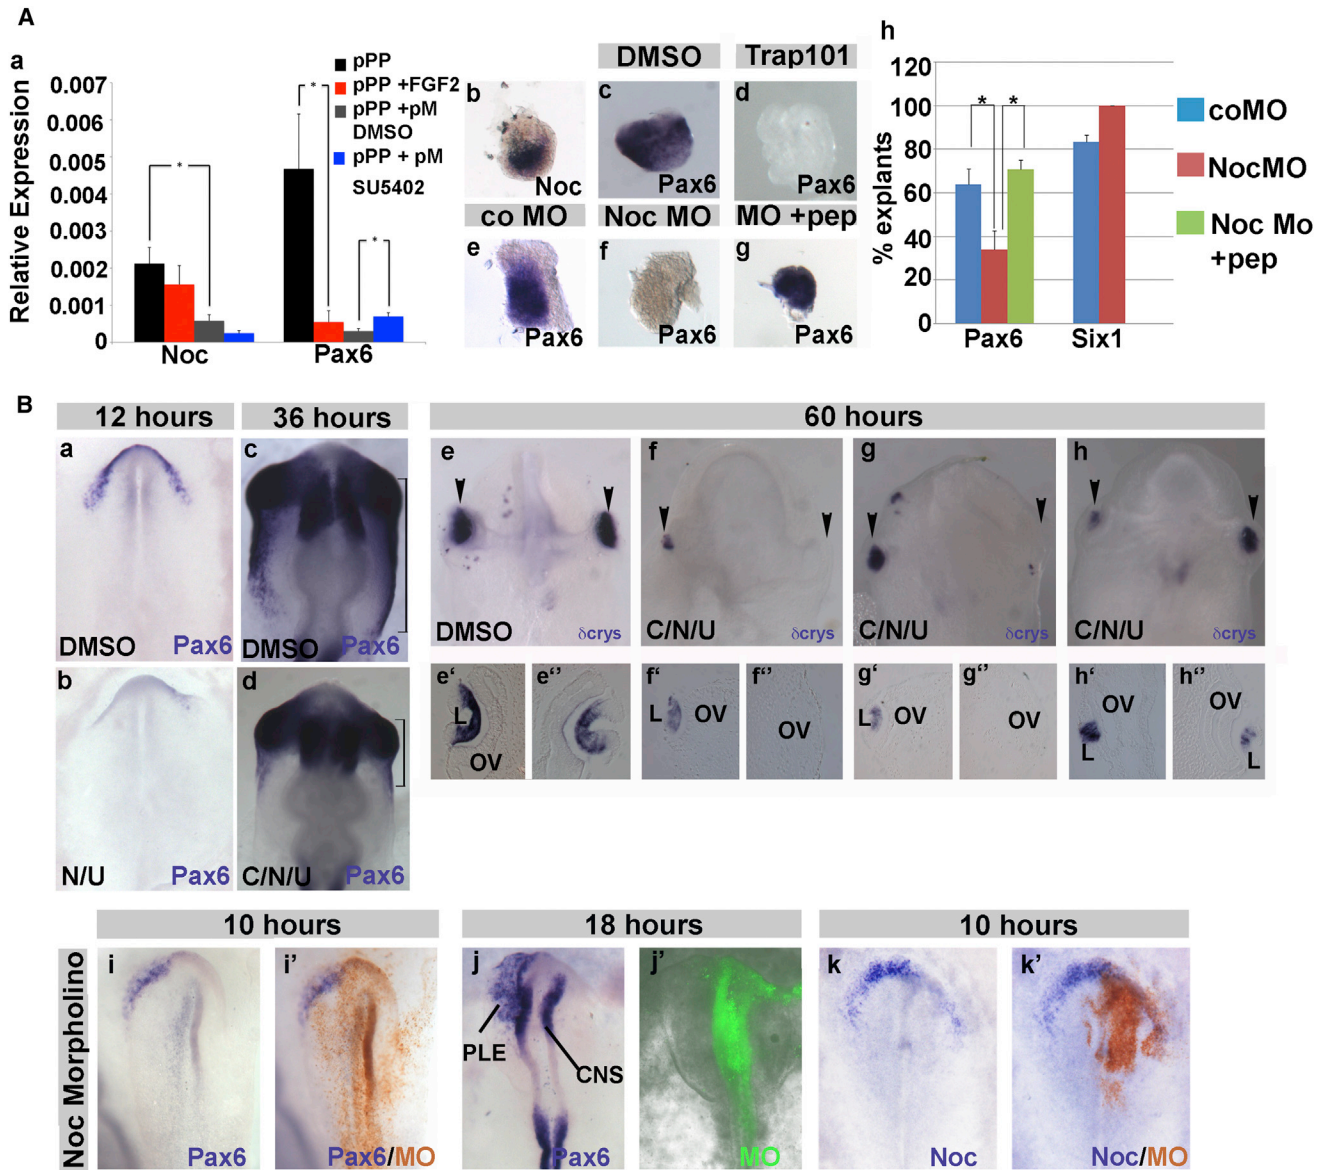 A
a
0.007
0.006
0.005
0.004
0.003
0.002
0.001
0
Relative Expression
pPP
pPP +FGF2
pPP +pM
DMSO
pPP + pM
SU5402
*
*
*
Noc
Pax6
DMSO
Trap101
b
Noc
c
Pax6
d
Pax6
co MO
Noc MO
MO +pep
e
Pax6
f
Pax6
g
Pax6
h
120
100
80
60
40
20
0
% explants
*
*
Pax6
Six1
coMO
NocMO
Noc Mo
+pep
B
12 hours
36 hours
60 hours
a
DMSO
Pax6
c
DMSO
Pax6
e
DMSO
δcrys
f
C/N/U
δcrys
g
C/N/U
δcrys
h
C/N/U
δcrys
b
N/U
Pax6
d
C/N/U
Pax6
e‘
L
OV
e‘’
f‘
L
OV
f‘’
OV
g‘
L
OV
g‘’
OV
h‘
OV
L
h‘’
OV
L
10 hours
18 hours
10 hours
Noc Morpholino
i
Pax6
i’
Pax6/MO
j
PLE
CNS
Pax6
j’
MO
k
Noc
k’
Noc/MO